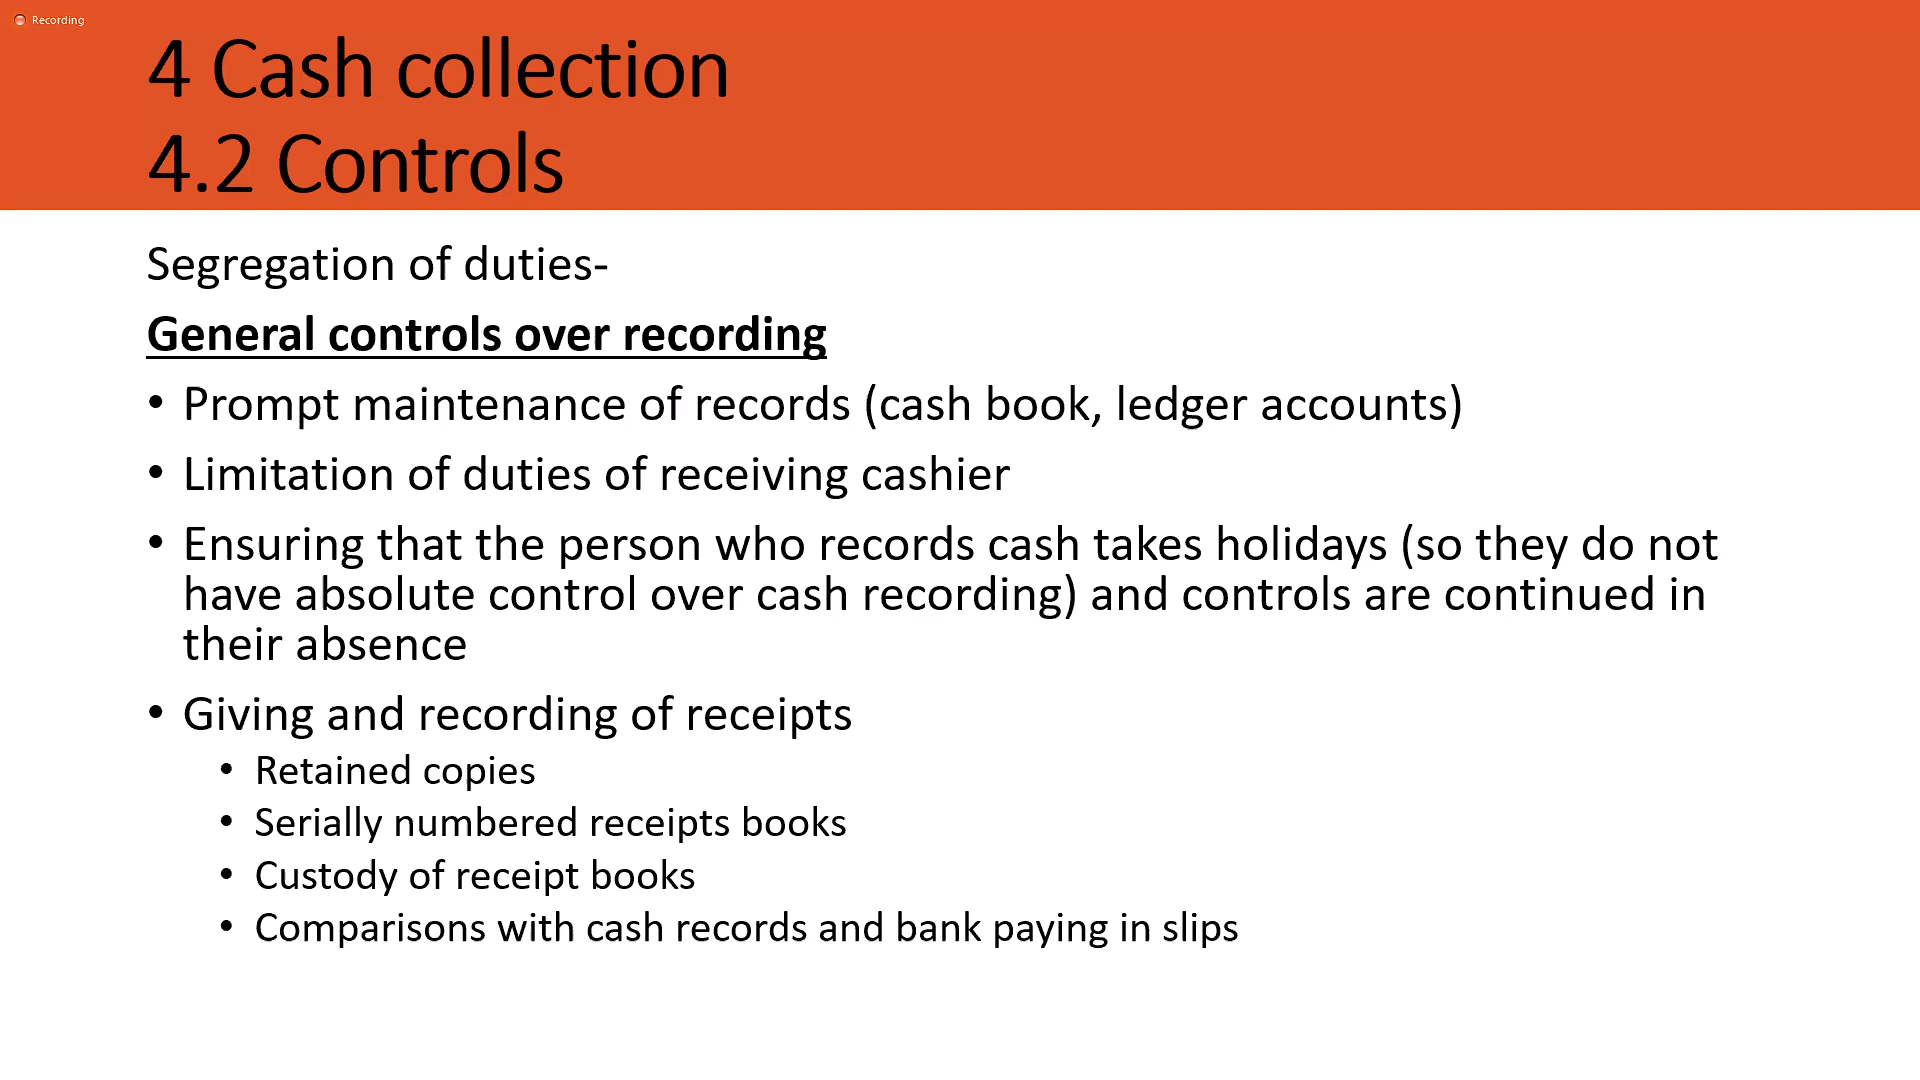 Recording
4 Cash collection
4.2 Controls
Segregation of duties-
General controls over recording
• Prompt maintenance of records (cash book, ledger accounts)
• Limitation of duties of receiving cashier
• Ensuring that the person who records cash takes holidays (so they do not
have absolute control over cash recording) and controls are continued in
their absence
• Giving and recording of receipts
• Retained copies
• Serially numbered receipts books
• Custody of receipt books
• Comparisons with cash records and bank paying in slips